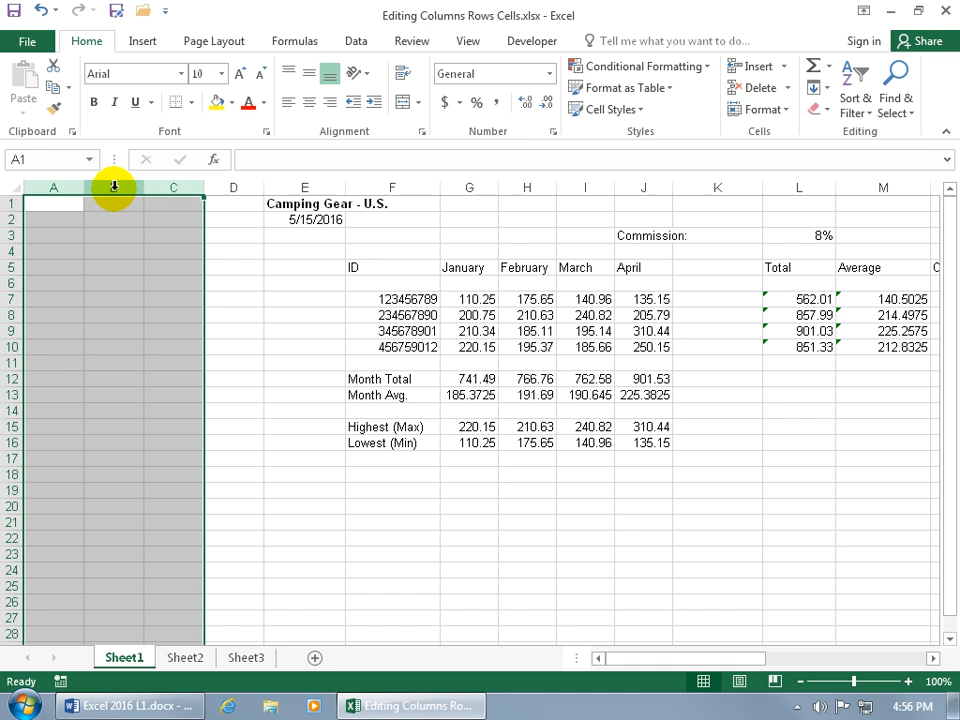 Editing Columns Rows Cells.xlsx - Excel
File Home Insert Page Layout Formulas Data Review View Developer Tell me what you want to do... Sign in Share
Paste Arial 10 General Conditional Formatting Insert
Format as Table Delete Sort & Find &
$ % Cell Styles Format Filter Select
Clipboard Font Alignment Number Styles Cells Editing
A1 fx
A C D E F G H I J K L M
1 Camping Gear - U.S.
2 5/15/2016
3 Commission: 8%
4
5 ID January February March April Total Average C
6
7 123456789 110.25 175.65 140.96 135.15 562.01 140.5025
8 234567890 200.75 210.63 240.82 205.79 857.99 214.4975
9 345678901 210.34 185.11 195.14 310.44 901.03 225.2575
10 456759012 220.15 195.37 185.66 250.15 851.33 212.8325
11
12 Month Total 741.49 766.76 762.58 901.53
13 Month Avg. 185.3725 191.69 190.645 225.3825
14
15 Highest (Max) 220.15 210.63 240.82 310.44
16 Lowest (Min) 110.25 175.65 140.96 135.15
17
18
19
20
21
22
23
24
25
26
27
28
Sheet1 Sheet2 Sheet3
Ready 100%
Excel 2016 L1.docx - ... Editing Columns Ro... 4:56 PM